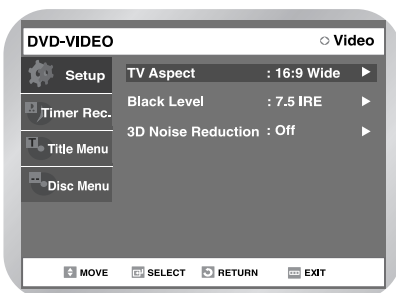 DVD-VIDEO ◇ Video
Setup
Timer Rec.
Title Menu
Disc Menu
TV Aspect : 16:9 Wide ►
Black Level : 7.5 IRE ►
3D Noise Reduction : Off ►
MOVE SELECT RETURN EXIT